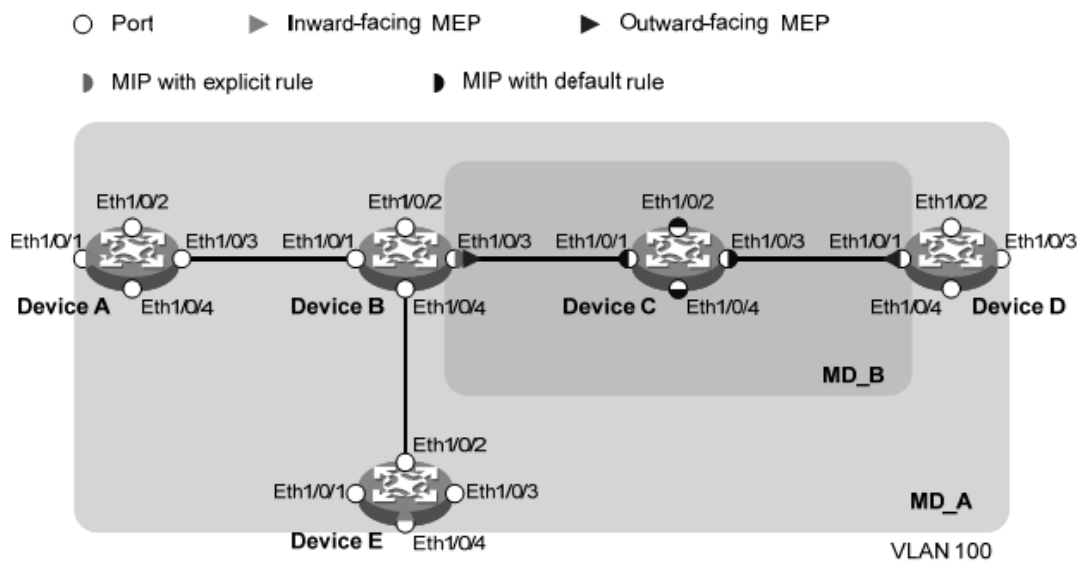 Port
Inward-facing MEP
Outward-facing MEP
MIP with explicit rule
MIP with default rule
Eth1/0/2
Eth1/0/1
Eth1/0/3
Device A
Eth1/0/4
Eth1/0/2
Eth1/0/1
Eth1/0/3
Device B
Eth1/0/4
Eth1/0/2
Eth1/0/1
Eth1/0/3
Device C
Eth1/0/4
Eth1/0/2
Eth1/0/1
Eth1/0/3
Eth1/0/4
Device D
MD_B
Eth1/0/2
Eth1/0/1
Eth1/0/3
Device E
Eth1/0/4
MD_A
VLAN 100